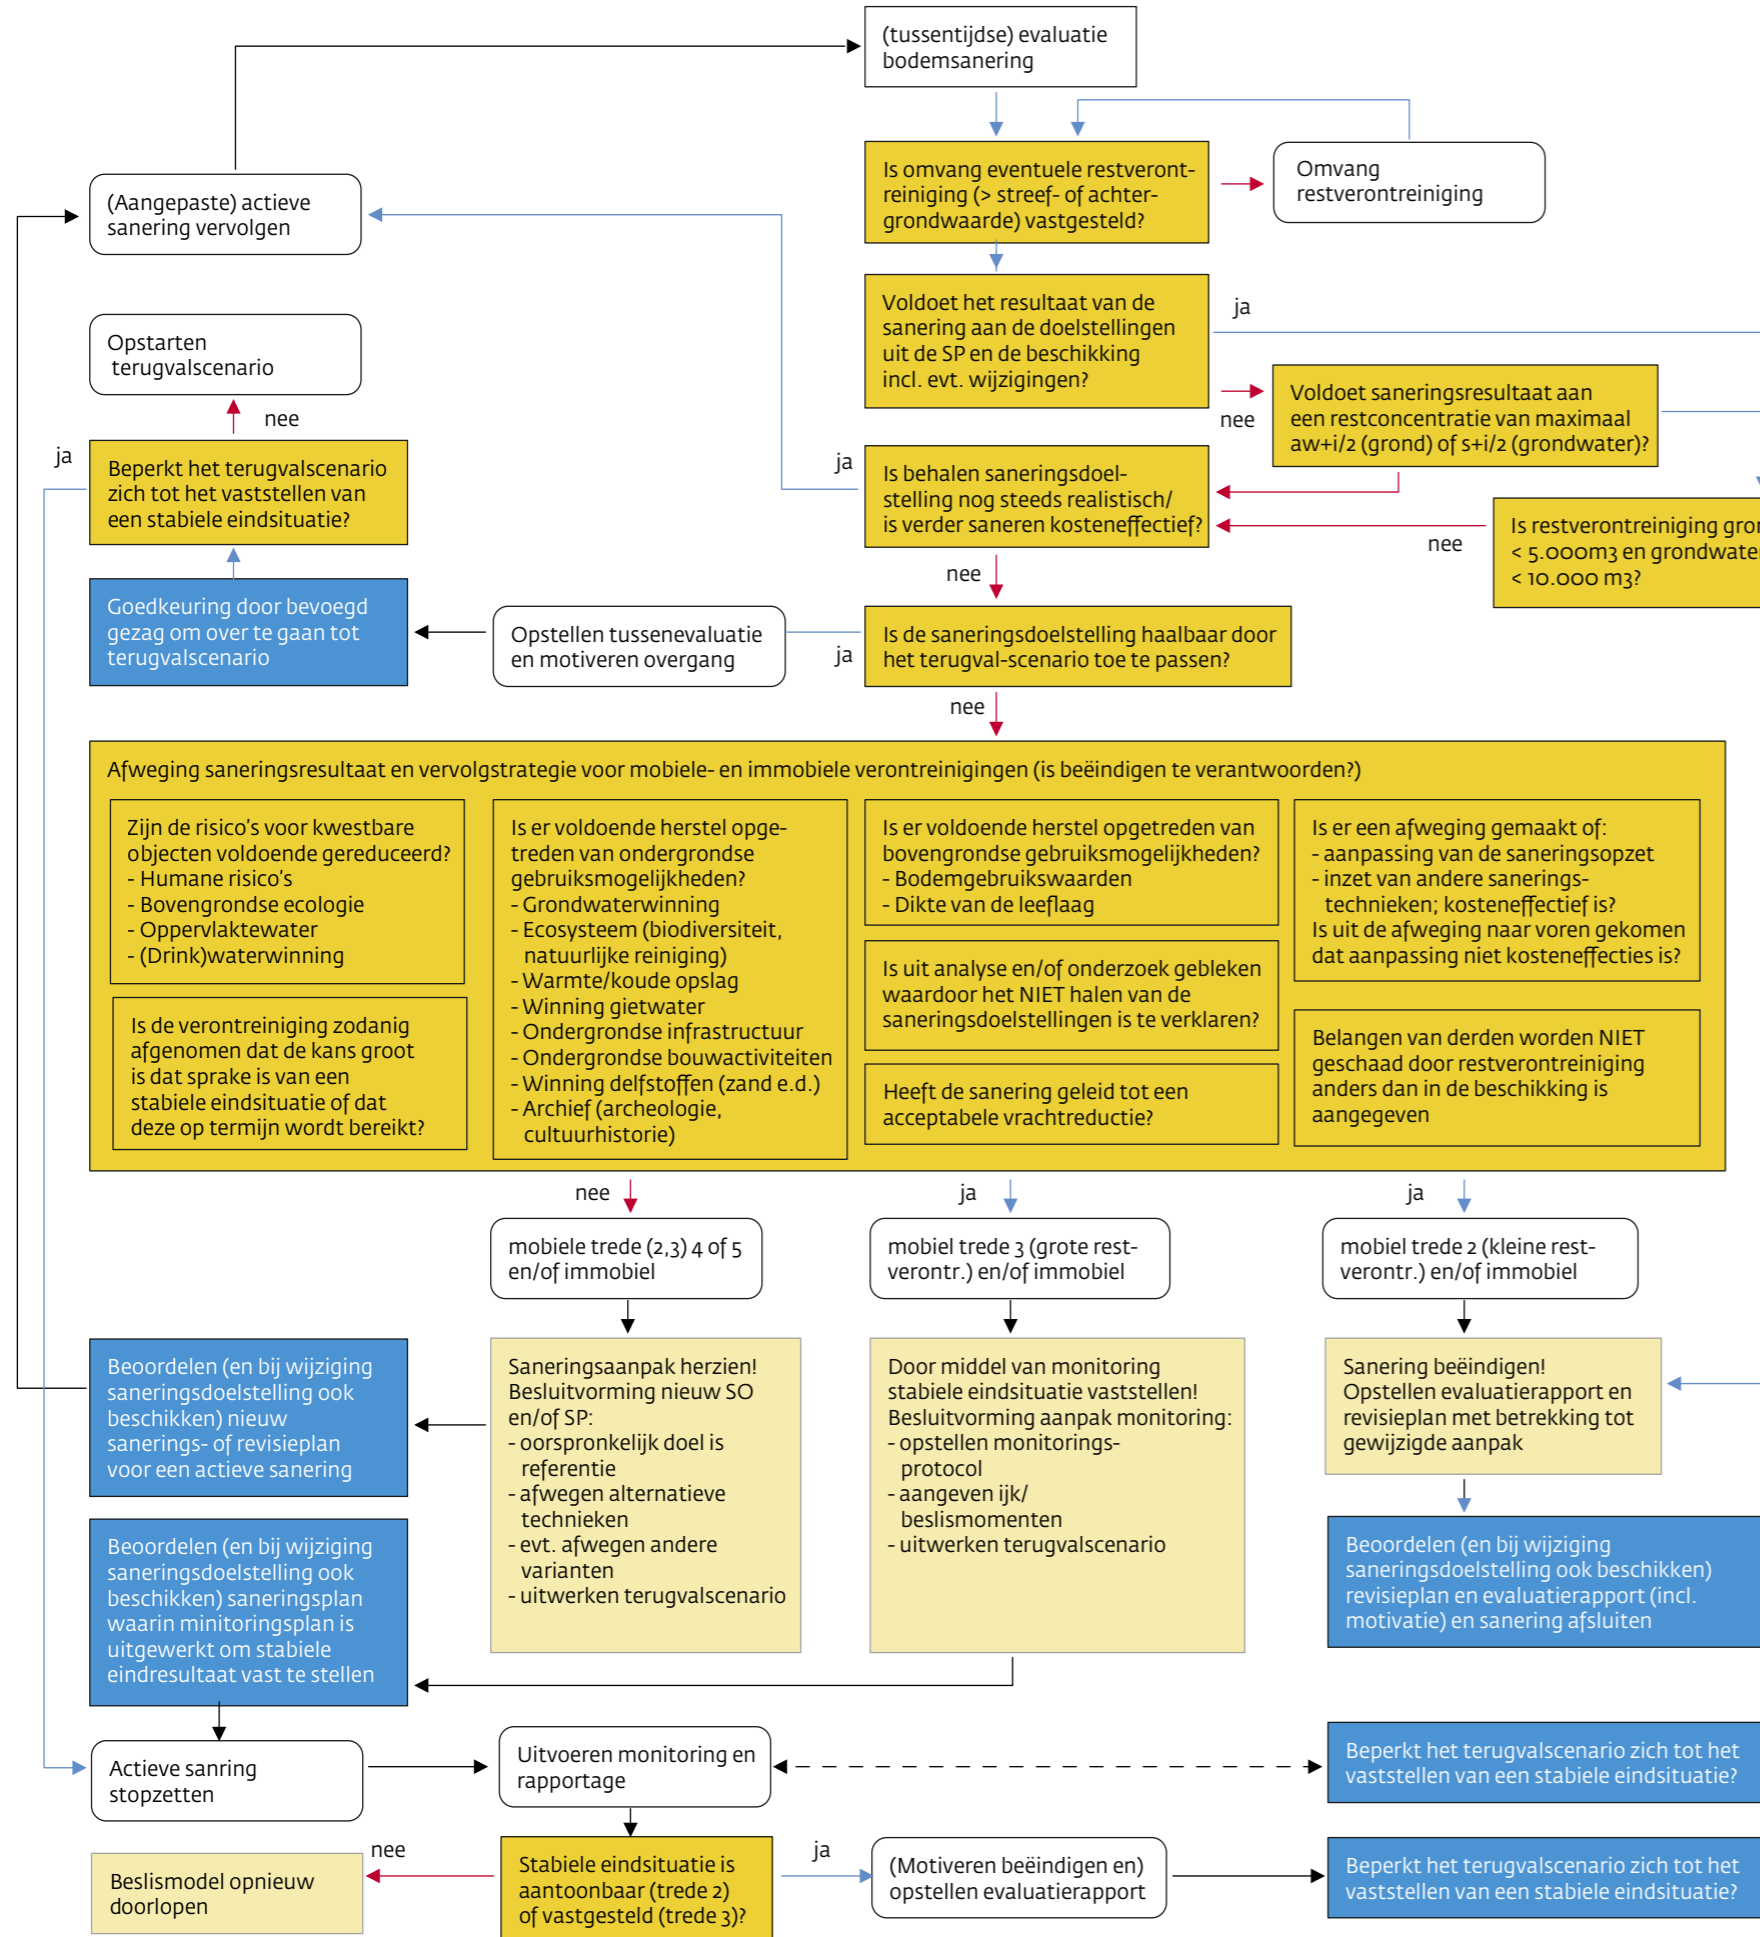 (tussentijdse) evaluatie
bodemsanering
Is omvang eventuele restveront-
reiniging (> streef- of achter-
grondwaarde) vastgesteld?
Omvang
restverontreiniging
(Aangepaste) actieve
sanering vervolgen
Voldoet het resultaat van de
sanering aan de doelstellingen
uit de SP en de beschikking
incl. evt. wijzigingen?
ja
nee
Opstarten
terugvalscenario
nee
Voldoet saneringsresultaat aan
een restconcentratie van maximaal
aw+i/2 (grond) of s+i/2 (grondwater)?
ja
Beperkt het terugvalscenario
zich tot het vaststellen van
een stabiele eindsituatie?
ja
Is behalen saneringsdoel-
stelling nog steeds realistisch/
is verder saneren kosteneffectief?
nee
nee
Is restverontreiniging
< 5.000m3 en
< 10.000 m3?
Goedkeuring door bevoegd
gezag om over te gaan tot
terugvalscenario
Opstellen tussenevaluatie
en motiveren overgang
ja
Is de saneringsdoelstelling haalbaar door
het terugval-scenario toe te passen?
nee
Afweging saneringsresultaat en vervolgstrategie voor mobiele- en immobiele verontreinigingen (is beëindigen te verantwoorden?)
Zijn de risico's voor kwestbare
objecten voldoende gereduceerd?
- Humane risico's
- Bovengrondse ecologie
- Oppervlaktewater
- (Drink)waterwinning
Is de verontreiniging zodanig
afgenomen dat de kans groot
is dat sprake is van een
stabiele eindsituatie of dat
deze op termijn wordt bereikt?
Is er voldoende herstel opge-
treden van ondergrondse
gebruiksmogelijkheden?
- Grondwaterwinning
- Ecosysteem (biodiversiteit,
natuurlijke reiniging)
- Warmte/koude opslag
- Winning gietwater
- Ondergrondse infrastructuur
- Ondergrondse bouwactiviteiten
- Winning delfstoffen (zand e.d.)
- Archief (archeologie,
cultuurhistorie)
Is er voldoende herstel opgetreden van
bovengrondse gebruiksmogelijkheden?
- Bodemgebruikswaarden
- Dikte van de leeflaag
Is uit analyse en/of onderzoek gebleken
waardoor het NIET halen van de
saneringsdoelstellingen is te verklaren?
Heeft de sanering geleid tot een
acceptabele vrachtreductie?
Is er een afweging gemaakt of:
- aanpassing van de saneringsopzet
- inzet van andere sanerings-
technieken; kosteneffectief is?
Is uit de afweging naar voren gekomen
dat aanpassing niet kosteneffecties is?
Belangen van derden worden NIET
geschaad door restverontreiniging
anders dan in de beschikking is
aangegeven
nee
ja
ja
mobiele trede (2,3) 4 of 5
en/of immobiel
mobiel trede 3 (grote rest-
verontr.) en/of immobiel
mobiel trede 2 (kleine rest-
verontr.) en/of immobiel
Beoordelen (en bij wijziging
saneringsdoelstelling ook
beschikken) nieuw
sanerings- of revisieplan
voor een actieve sanering
Saneringsaanpak herzien!
Besluitvorming nieuw SO
en/of SP:
- oorspronkelijk doel is
referentie
- afwegen alternatieve
technieken
- evt. afwegen andere
varianten
- uitwerken terugvalscenario
Door middel van monitoring
stabiele eindsituatie vaststellen!
Besluitvorming aanpak monitoring:
- opstellen monitorings-
protocol
- aangeven ijk/
beslismomenten
- uitwerken terugvalscenario
Sanering beëindigen!
Opstellen evaluatierapport en
revisieplan met betrekking tot
gewijzigde aanpak
Beoordelen (en bij wijziging
saneringsdoelstelling ook
beschikken) saneringsplan
waarin minitoringsplan is
uitgewerkt om stabiele
eindresultaat vast te stellen
Beoordelen (en bij wijziging
saneringsdoelstelling ook beschikken)
revisieplan en evaluatierapport (incl.
motivatie) en sanering afsluiten
Actieve sanring
stopzetten
Uitvoeren monitoring en
rapportage
Beperkt het terugvalscenario zich tot het
vaststellen van een stabiele eindsituatie?
Beslismodel opnieuw
doorlopen
nee
Stabiele eindsituatie is
aantoonbaar (trede 2)
of vastgesteld (trede 3)?
ja
(Motiveren beëindigen en)
opstellen evaluatierapport
Beperkt het terugvalscenario zich tot het
vaststellen van een stabiele eindsituatie?